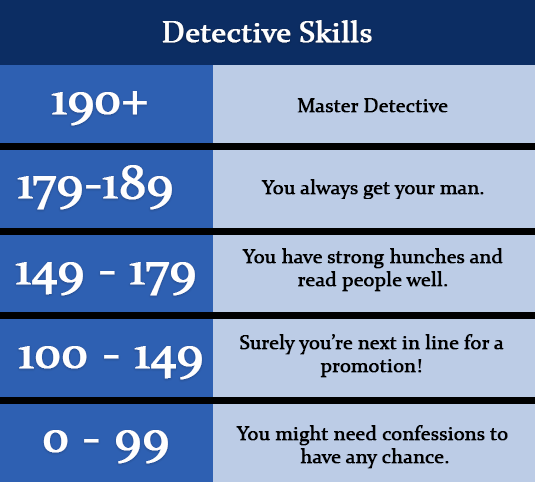 Detective Skills
190+
Master Detective
179-189
You always get your man.
149 - 179
You have strong hunches and
read people well.
100 - 149
Surely you're next in line for a
promotion!
0 - 99
You might need confessions to
have any chance.